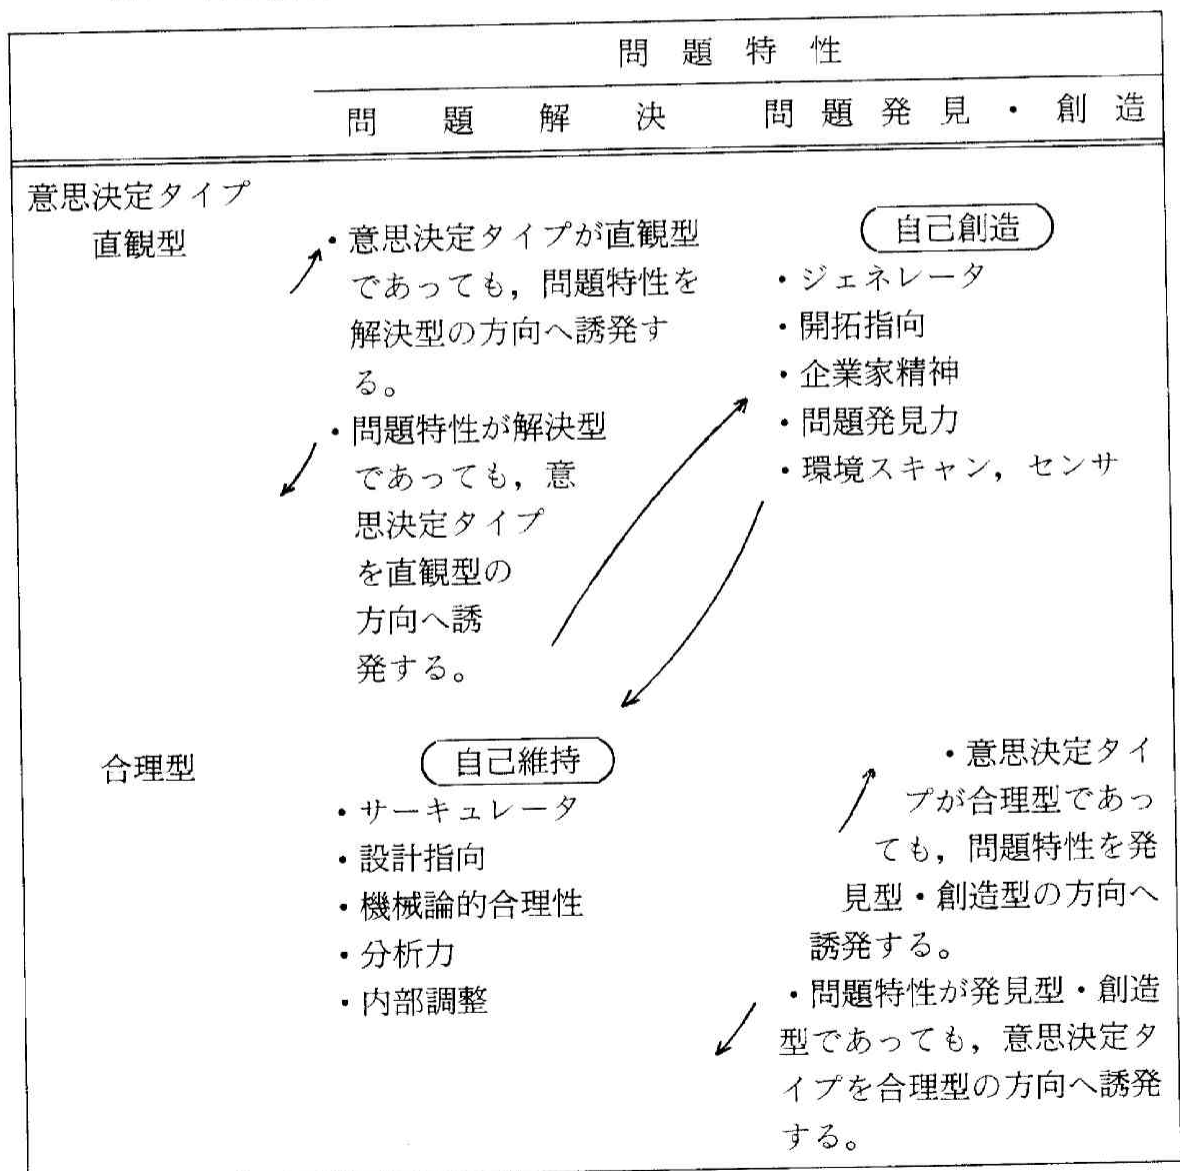 問題特性
問題解決
問題発見・創造
意思決定タイプ
直観型
・意思決定タイプが直観型
であっても，問題特性を
解決型の方向へ誘発す
る。
・問題特性が解決型
であっても，意
思決定タイプ
を直観型の
方向へ誘
発する。
自己創造
・ジェネレータ
・開拓指向
・企業家精神
・問題発見力
・環境スキャン，センサ
合理型
自己維持
・サーキュレータ
・設計指向
・機械論的合理性
・分析力
・内部調整
・意思決定タイ
プが合理型であっ
ても，問題特性を発
見型・創造型の方向へ
誘発する。
・問題特性が発見型・創造
型であっても，意思決定タ
イプを合理型の方向へ誘発
する。